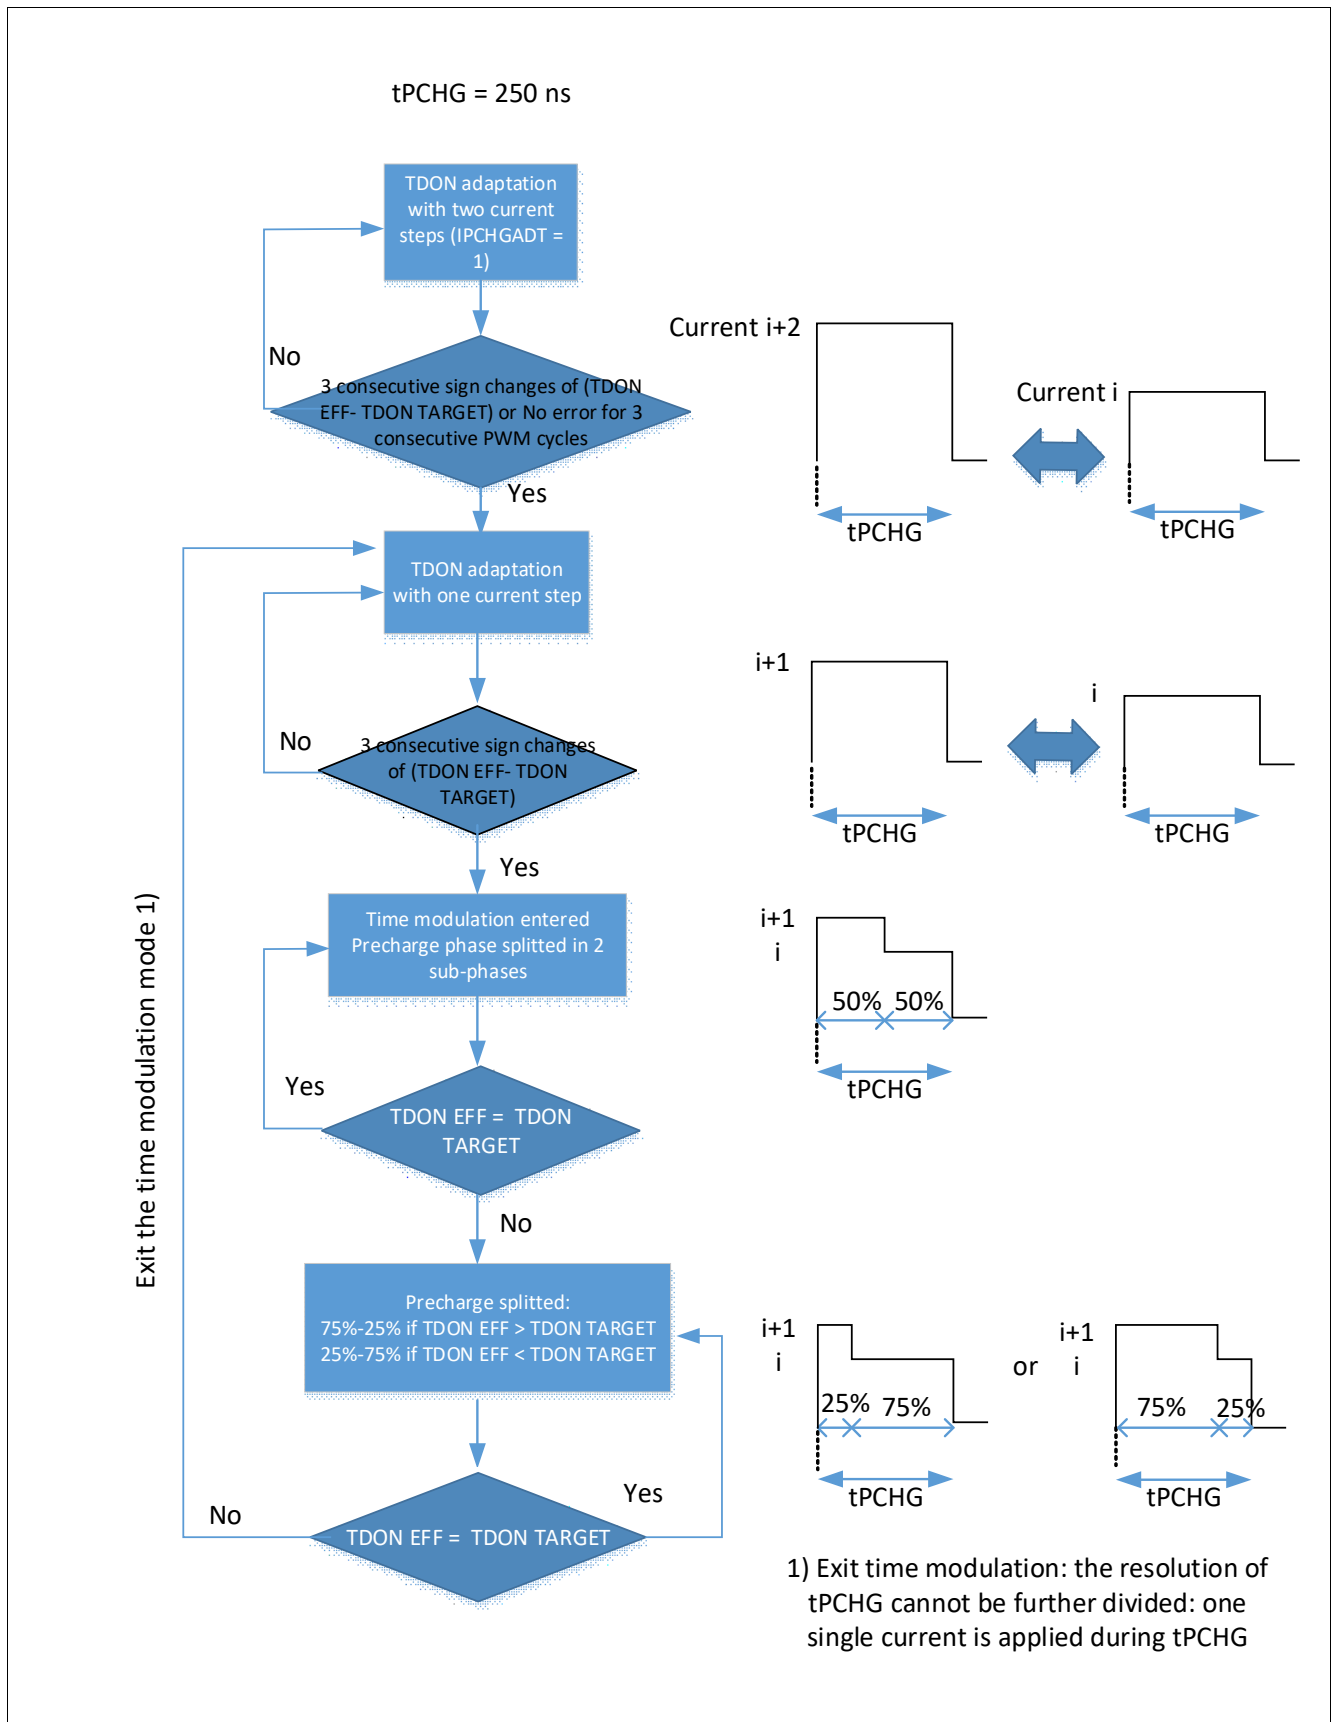 tPCHG = 250 ns
TDON adaptation
with two current
steps (IPCHGADT =
1)
No
3 consecutive sign changes of (TDON
EFF- TDON TARGET) or No error for 3
consecutive PWM cycles
Yes
Current i+2
Current i
tPCHG
tPCHG
TDON adaptation
with one current step
No
3 consecutive sign changes
of (TDON EFF- TDON
TARGET)
Yes
i+1
i
tPCHG
tPCHG
Time modulation entered
Precharge phase splitted in 2
sub-phases
i+1
i
50%
50%
tPCHG
Yes
TDON EFF = TDON
TARGET
No
Exit the time modulation mode 1)
Precharge splitted:
75%-25% if TDON EFF > TDON TARGET
25%-75% if TDON EFF < TDON TARGET
i+1
i
25%
75%
tPCHG
or
i+1
i
75%
25%
tPCHG
No
Yes
TDON EFF = TDON TARGET
1) Exit time modulation: the resolution of
tPCHG cannot be further divided: one
single current is applied during tPCHG